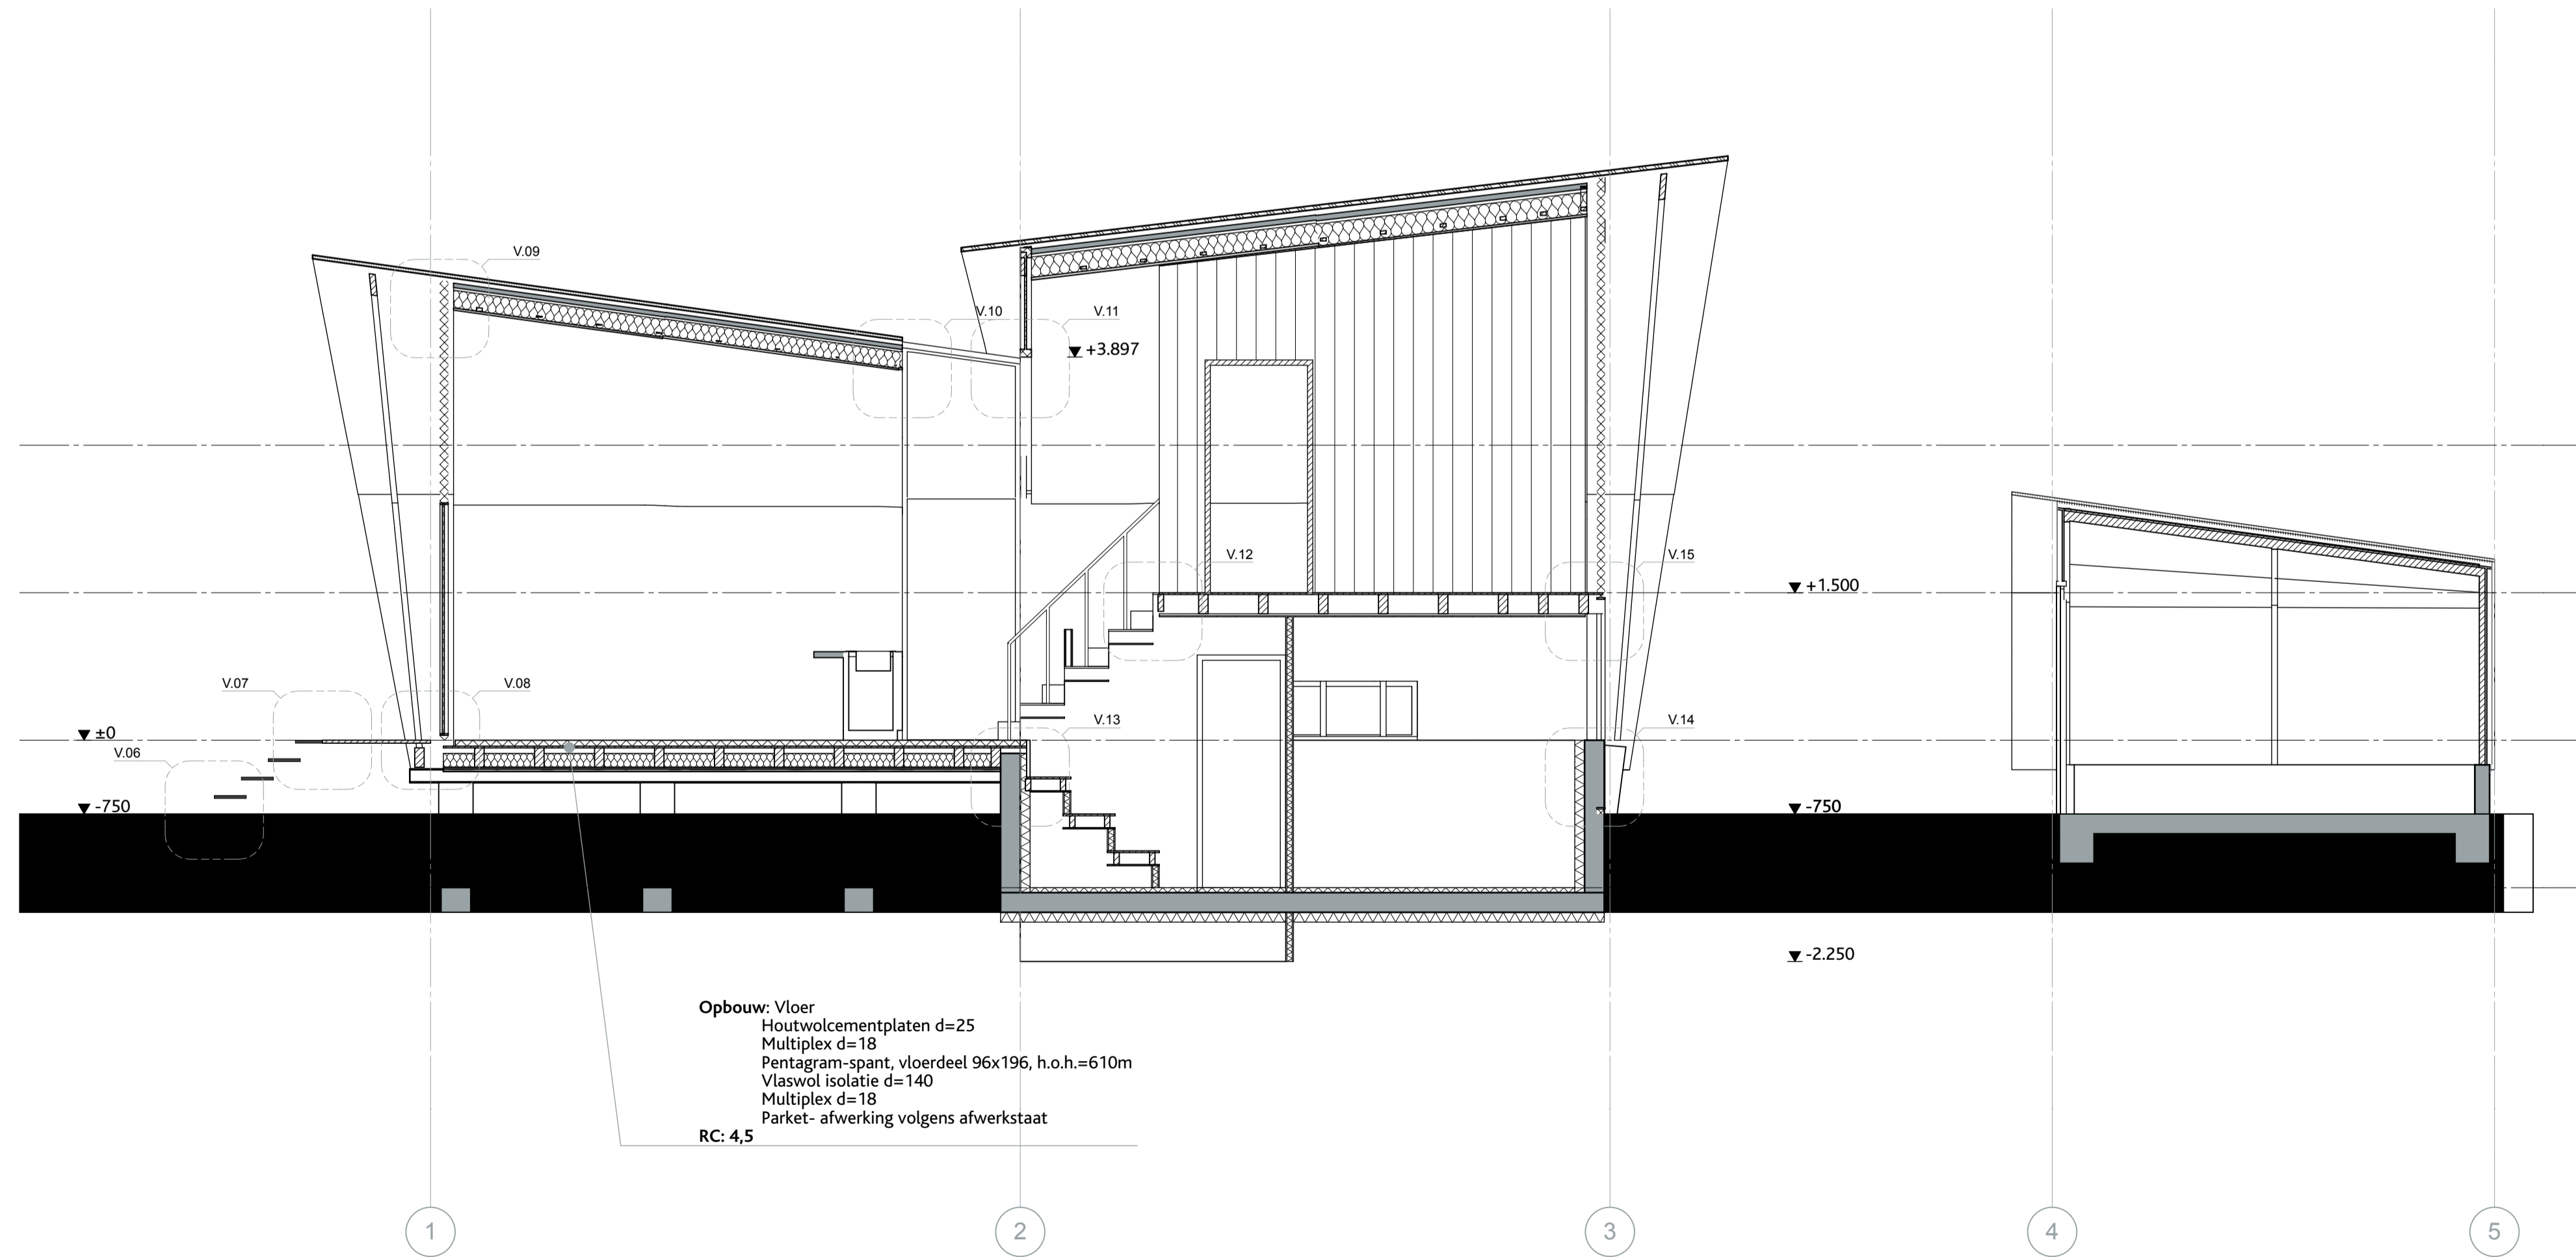 V.09
V.10
V.11
+3.897
V.12
V.15
+1.500
V.07
V.08
V.13
V.14
±0
V.06
-750
-750
-2.250
Opbouw: Vloer
Houtwolcementplaten d=25
Multiplex d=18
Pentagram-spant, vloerdeel 96x196, h.o.h.=610m
Vlaswol isolatie d=140
Multiplex d=18
Parket- afwerking volgens afwerkstaat
RC: 4,5
1
2
3
4
5